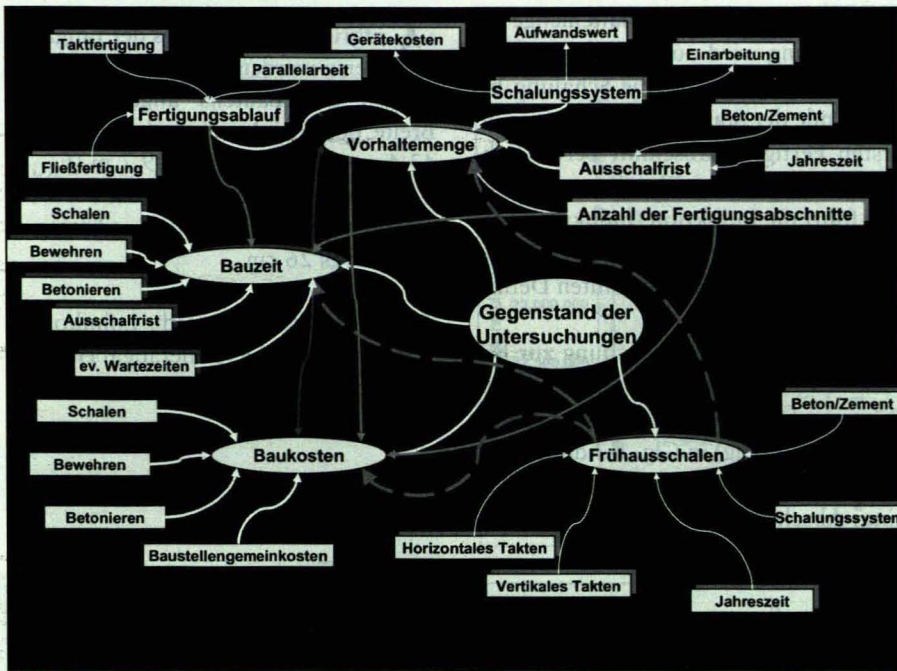 Taktfertigung
Parallelarbeit
Fertigungsablauf
Fließfertigung
Gerätekosten
Aufwandswert
Einarbeitung
Schalungssystem
Vorhaltemenge
Beton/Zement
Ausschalfrist
Jahreszeit
Anzahl der Fertigungsabschnitte
Schalen
Bewehren
Bauzeit
Betonieren
Ausschalfrist
ev. Wartezeiten
Gegenstand der
Untersuchungen
Schalen
Bewehren
Baukosten
Betonieren
Baustellengemeinkosten
Beton/Zement
Frühausschalen
Schalungssystem
Horizontales Takten
Vertikales Takten
Jahreszeit